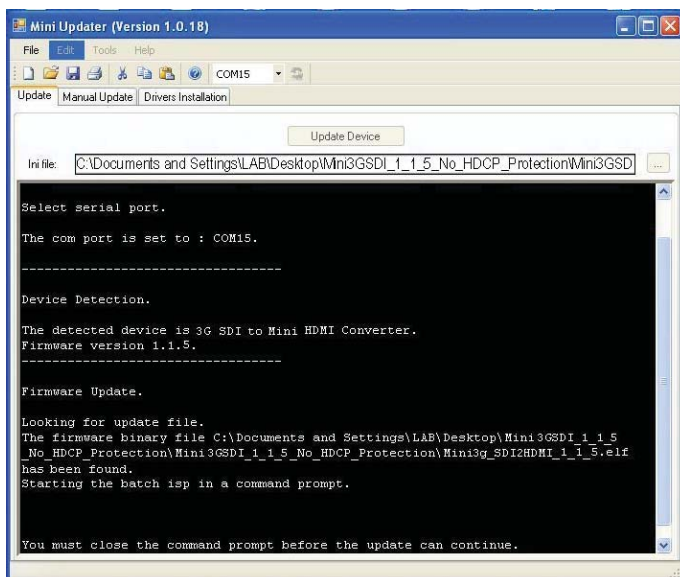 Mini Updater (Version 1.0.18)
File Edit Tools Help
COM15
Update Manual Update Drivers Installation
Update Device
Ini file: C:\Documents and Settings\LAB\Desktop\Mini3GSDI_1_1_5_No_HDCP_Protection\Mini3GSD ...
Select serial port.
The com port is set to : COM15.
----------------------------------
Device Detection.
The detected device is 3G SDI to Mini HDMI Converter.
Firmware version 1.1.5.
----------------------------------
Firmware Update.
Looking for update file.
The firmware binary file C:\Documents and Settings\LAB\Desktop\Mini3GSDI_1_1_5
_No_HDCP_Protection\Mini3GSDI_1_1_5_No_HDCP_Protection\Mini3g_SDI2HDMI_1_1_5.elf
has been found.
Starting the batch isp in a command prompt.
You must close the command prompt before the update can continue.